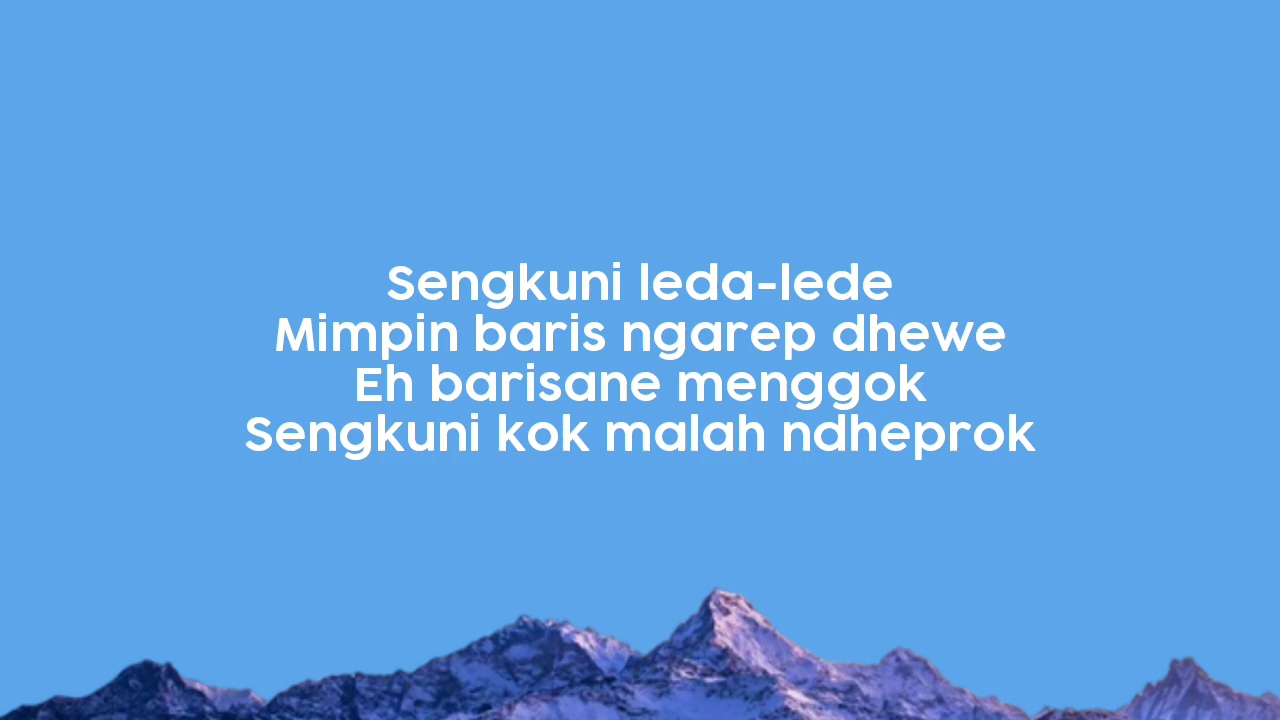 Sengkuni leda-lede
Mimpin baris ngarep dhewe
Eh barisane menggok
Sengkuni kok malah ndheprok